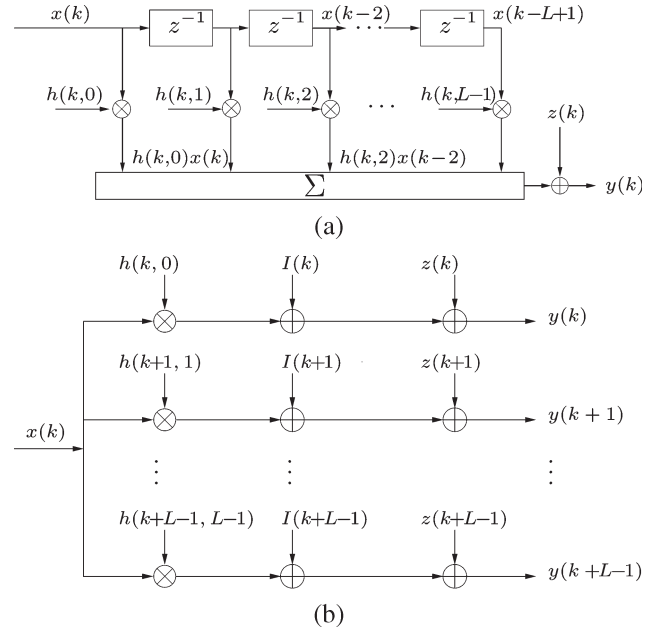 x(k) z⁻¹ z⁻¹ x(k−2) ··· z⁻¹ x(k−L+1)
h(k,0) h(k,1) h(k,2) ··· h(k,L−1) z(k)
h(k,0)x(k) h(k,2)x(k−2)
Σ y(k)
(a)
h(k, 0) I(k) z(k)
y(k)
h(k+1, 1) I(k+1) z(k+1)
x(k) y(k + 1)
h(k+L−1, L−1) I(k+L−1) z(k+L−1)
y(k +L−1)
(b)